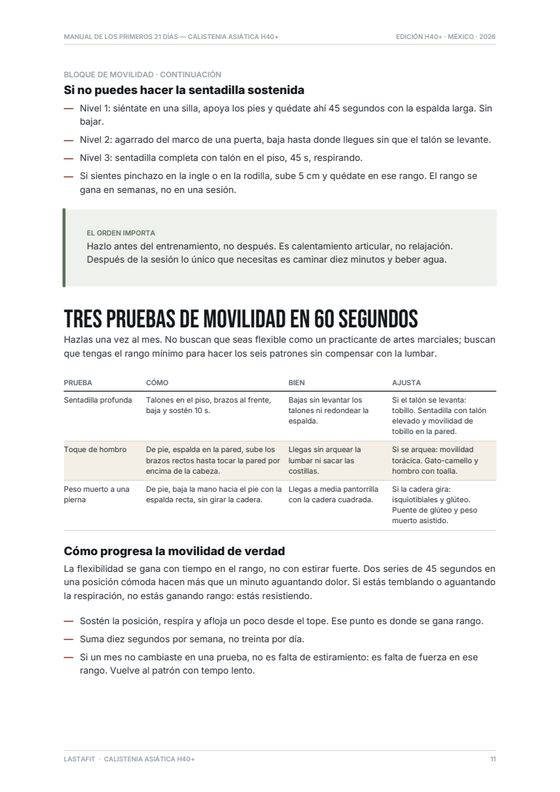 MANUAL DE LOS PRIMEROS 21 DÍAS — CALISTENIA ASIÁTICA H40+
EDICIÓN H40+ · MÉXICO · 2026
BLOQUE DE MOVILIDAD · CONTINUACIÓN
Si no puedes hacer la sentadilla sostenida
— Nivel 1: siéntate en una silla, apoya los pies y quédate ahí 45 segundos con la espalda larga. Sin
bajar.
— Nivel 2: agarrado del marco de una puerta, baja hasta donde llegues sin que el talón se levante.
— Nivel 3: sentadilla completa con talón en el piso, 45 s, respirando.
— Si sientes pinchazo en la ingle o en la rodilla, sube 5 cm y quédate en ese rango. El rango se
gana en semanas, no en una sesión.
EL ORDEN IMPORTA
Hazlo antes del entrenamiento, no después. Es calentamiento articular, no relajación.
Después de la sesión lo único que necesitas es caminar diez minutos y beber agua.
TRES PRUEBAS DE MOVILIDAD EN 60 SEGUNDOS
Hazlas una vez al mes. No buscan que seas flexible como un practicante de artes marciales; buscan
que tengas el rango mínimo para hacer los seis patrones sin compensar con la lumbar.
PRUEBA CÓMO BIEN AJUSTA
Sentadilla profunda
Talones en el piso, brazos al frente,
baja y sostén 10 s.
Bajas sin levantar los
talones ni redondear la
espalda.
Si el talón se levanta:
tobillo. Sentadilla con talón
elevado y movilidad de
tobillo en la pared.
Toque de hombro
De pie, espalda en la pared, sube los
brazos rectos hasta tocar la pared por
encima de la cabeza.
Llegas sin arquear la
lumbar ni sacar las
costillas.
Si se arquea: movilidad
torácica. Gato-camello y
hombro con toalla.
Peso muerto a una
pierna
De pie, baja la mano hacia el pie con la
espalda recta, sin girar la cadera.
Llegas a media pantorrilla
con la cadera cuadrada.
Si la cadera gira:
isquiotibiales y glúteo.
Puente de glúteo y peso
muerto asistido.
Cómo progresa la movilidad de verdad
La flexibilidad se gana con tiempo en el rango, no con estirar fuerte. Dos series de 45 segundos en
una posición cómoda hacen más que un minuto aguantando dolor. Si estás temblando o aguantando
la respiración, no estás ganando rango: estás resistiendo.
— Sostén la posición, respira y afloja un poco desde el tope. Ese punto es donde se gana rango.
— Suma diez segundos por semana, no treinta por día.
— Si un mes no cambiaste en una prueba, no es falta de estiramiento: es falta de fuerza en ese
rango. Vuelve al patrón con tempo lento.
LASTAFIT · CALISTENIA ASIÁTICA H40+
11